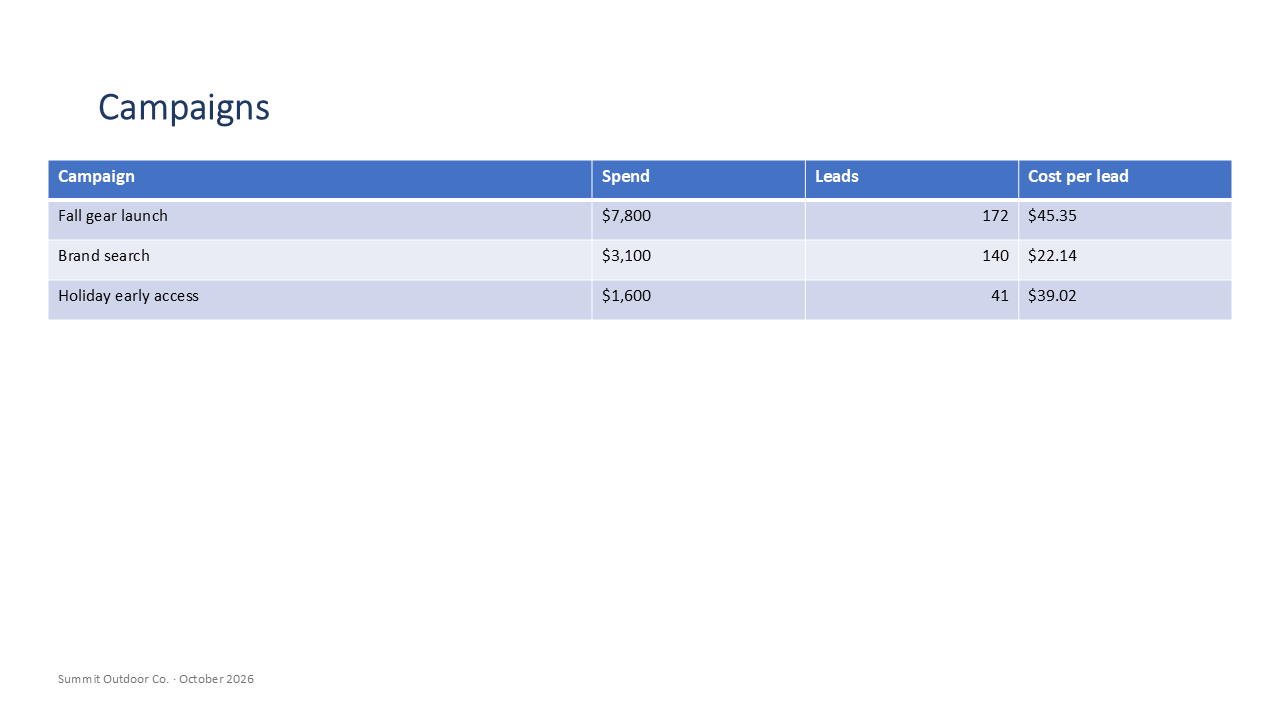 Campaigns
Campaign Spend Leads Cost per lead
Fall gear launch $7,800 172 $45.35
Brand search $3,100 140 $22.14
Holiday early access $1,600 41 $39.02
Summit Outdoor Co. · October 2026